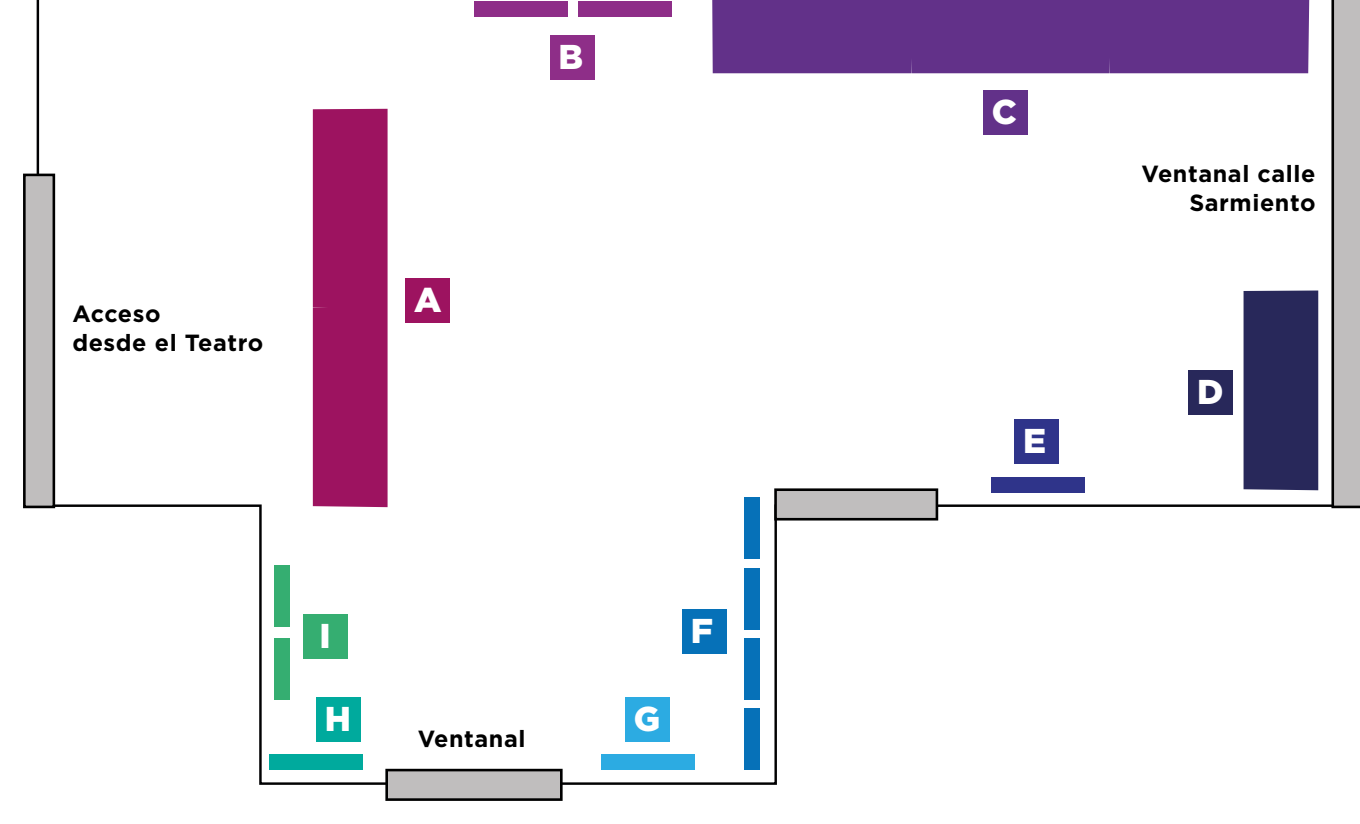 B
C
Ventanal calle
Sarmiento
A
Acceso
desde el Teatro
D
E
F
I
H
G
Ventanal